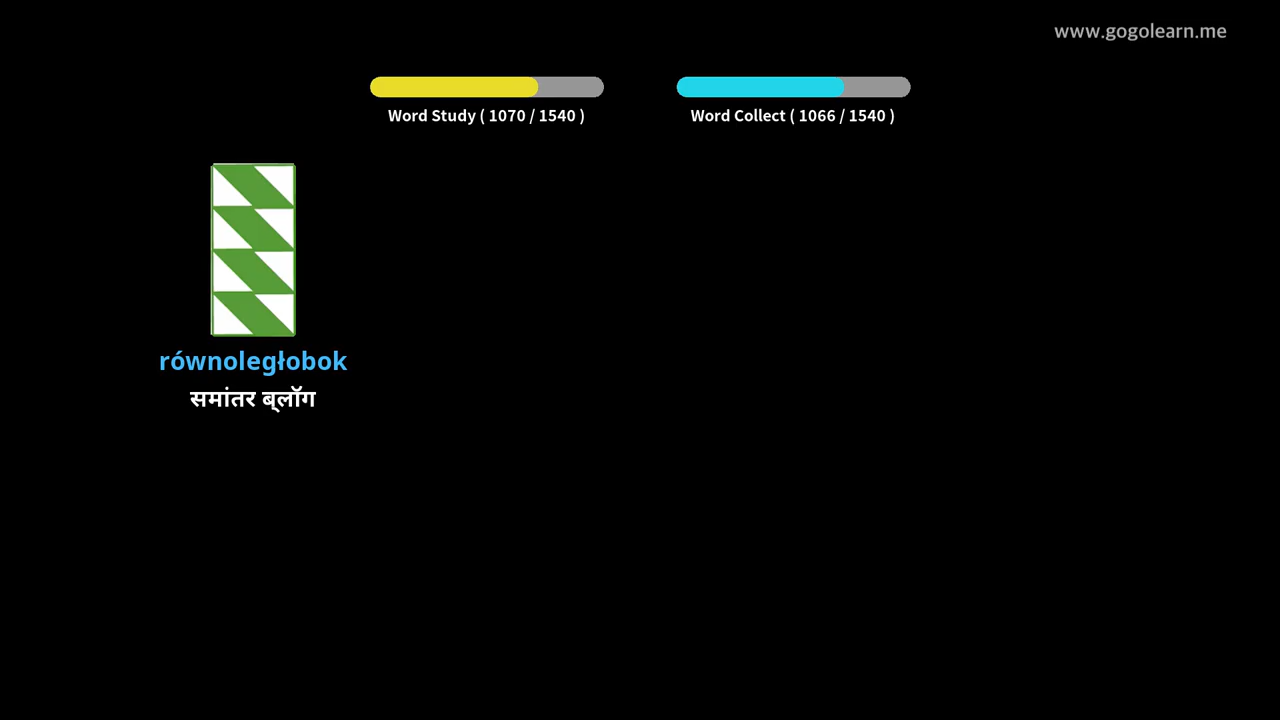 www.gogolearn.me
Word Study ( 1070 / 1540 )
Word Collect ( 1066 / 1540 )
równoległobok
समांतर ब्लॉग